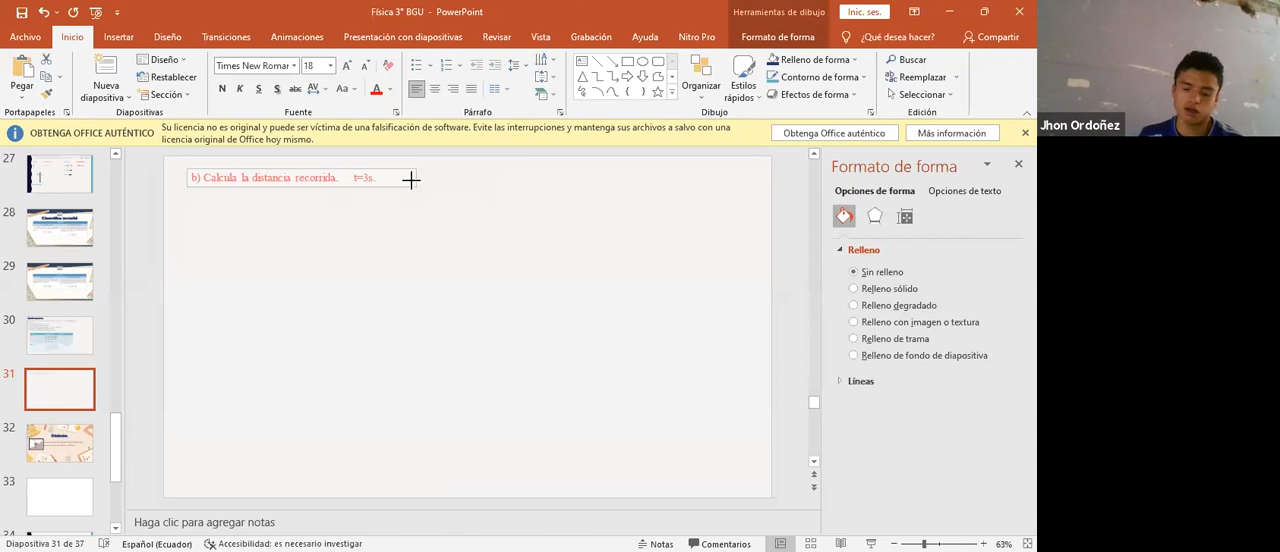 Física 3° BGU - PowerPoint
Herramientas de dibujo
Inic. ses.
Archivo Inicio Insertar Diseño Transiciones Animaciones Presentación con diapositivas Revisar Vista Grabación Ayuda Nitro Pro Formato de forma ¿Qué desea hacer? Compartir
Pegar
Portapapeles
Nueva diapositiva
Diseño
Restablecer
Sección
Diapositivas
Times New Roman 18
N K S S abc AV Aa A
Fuente
Párrafo
Organizar
Estilos rápidos
Relleno de forma
Contorno de forma
Efectos de forma
Dibujo
Buscar
Reemplazar
Seleccionar
Edición
Jhon Ordoñez
OBTENGA OFFICE AUTÉNTICO Su licencia no es original y puede ser víctima de una falsificación de software. Evite las interrupciones y mantenga sus archivos a salvo con una
licencia original de Office hoy mismo.
Obtenga Office auténtico
Más información
27
28
29
30
31
32
33
b) Calcula la distancia recorrida. t=3s.
Formato de forma
Opciones de forma Opciones de texto
Relleno
Sin relleno
Relleno sólido
Relleno degradado
Relleno con imagen o textura
Relleno de trama
Relleno de fondo de diapositiva
Líneas
Haga clic para agregar notas
Diapositiva 31 de 37 Español (Ecuador) Accesibilidad: es necesario investigar Notas Comentarios 63%